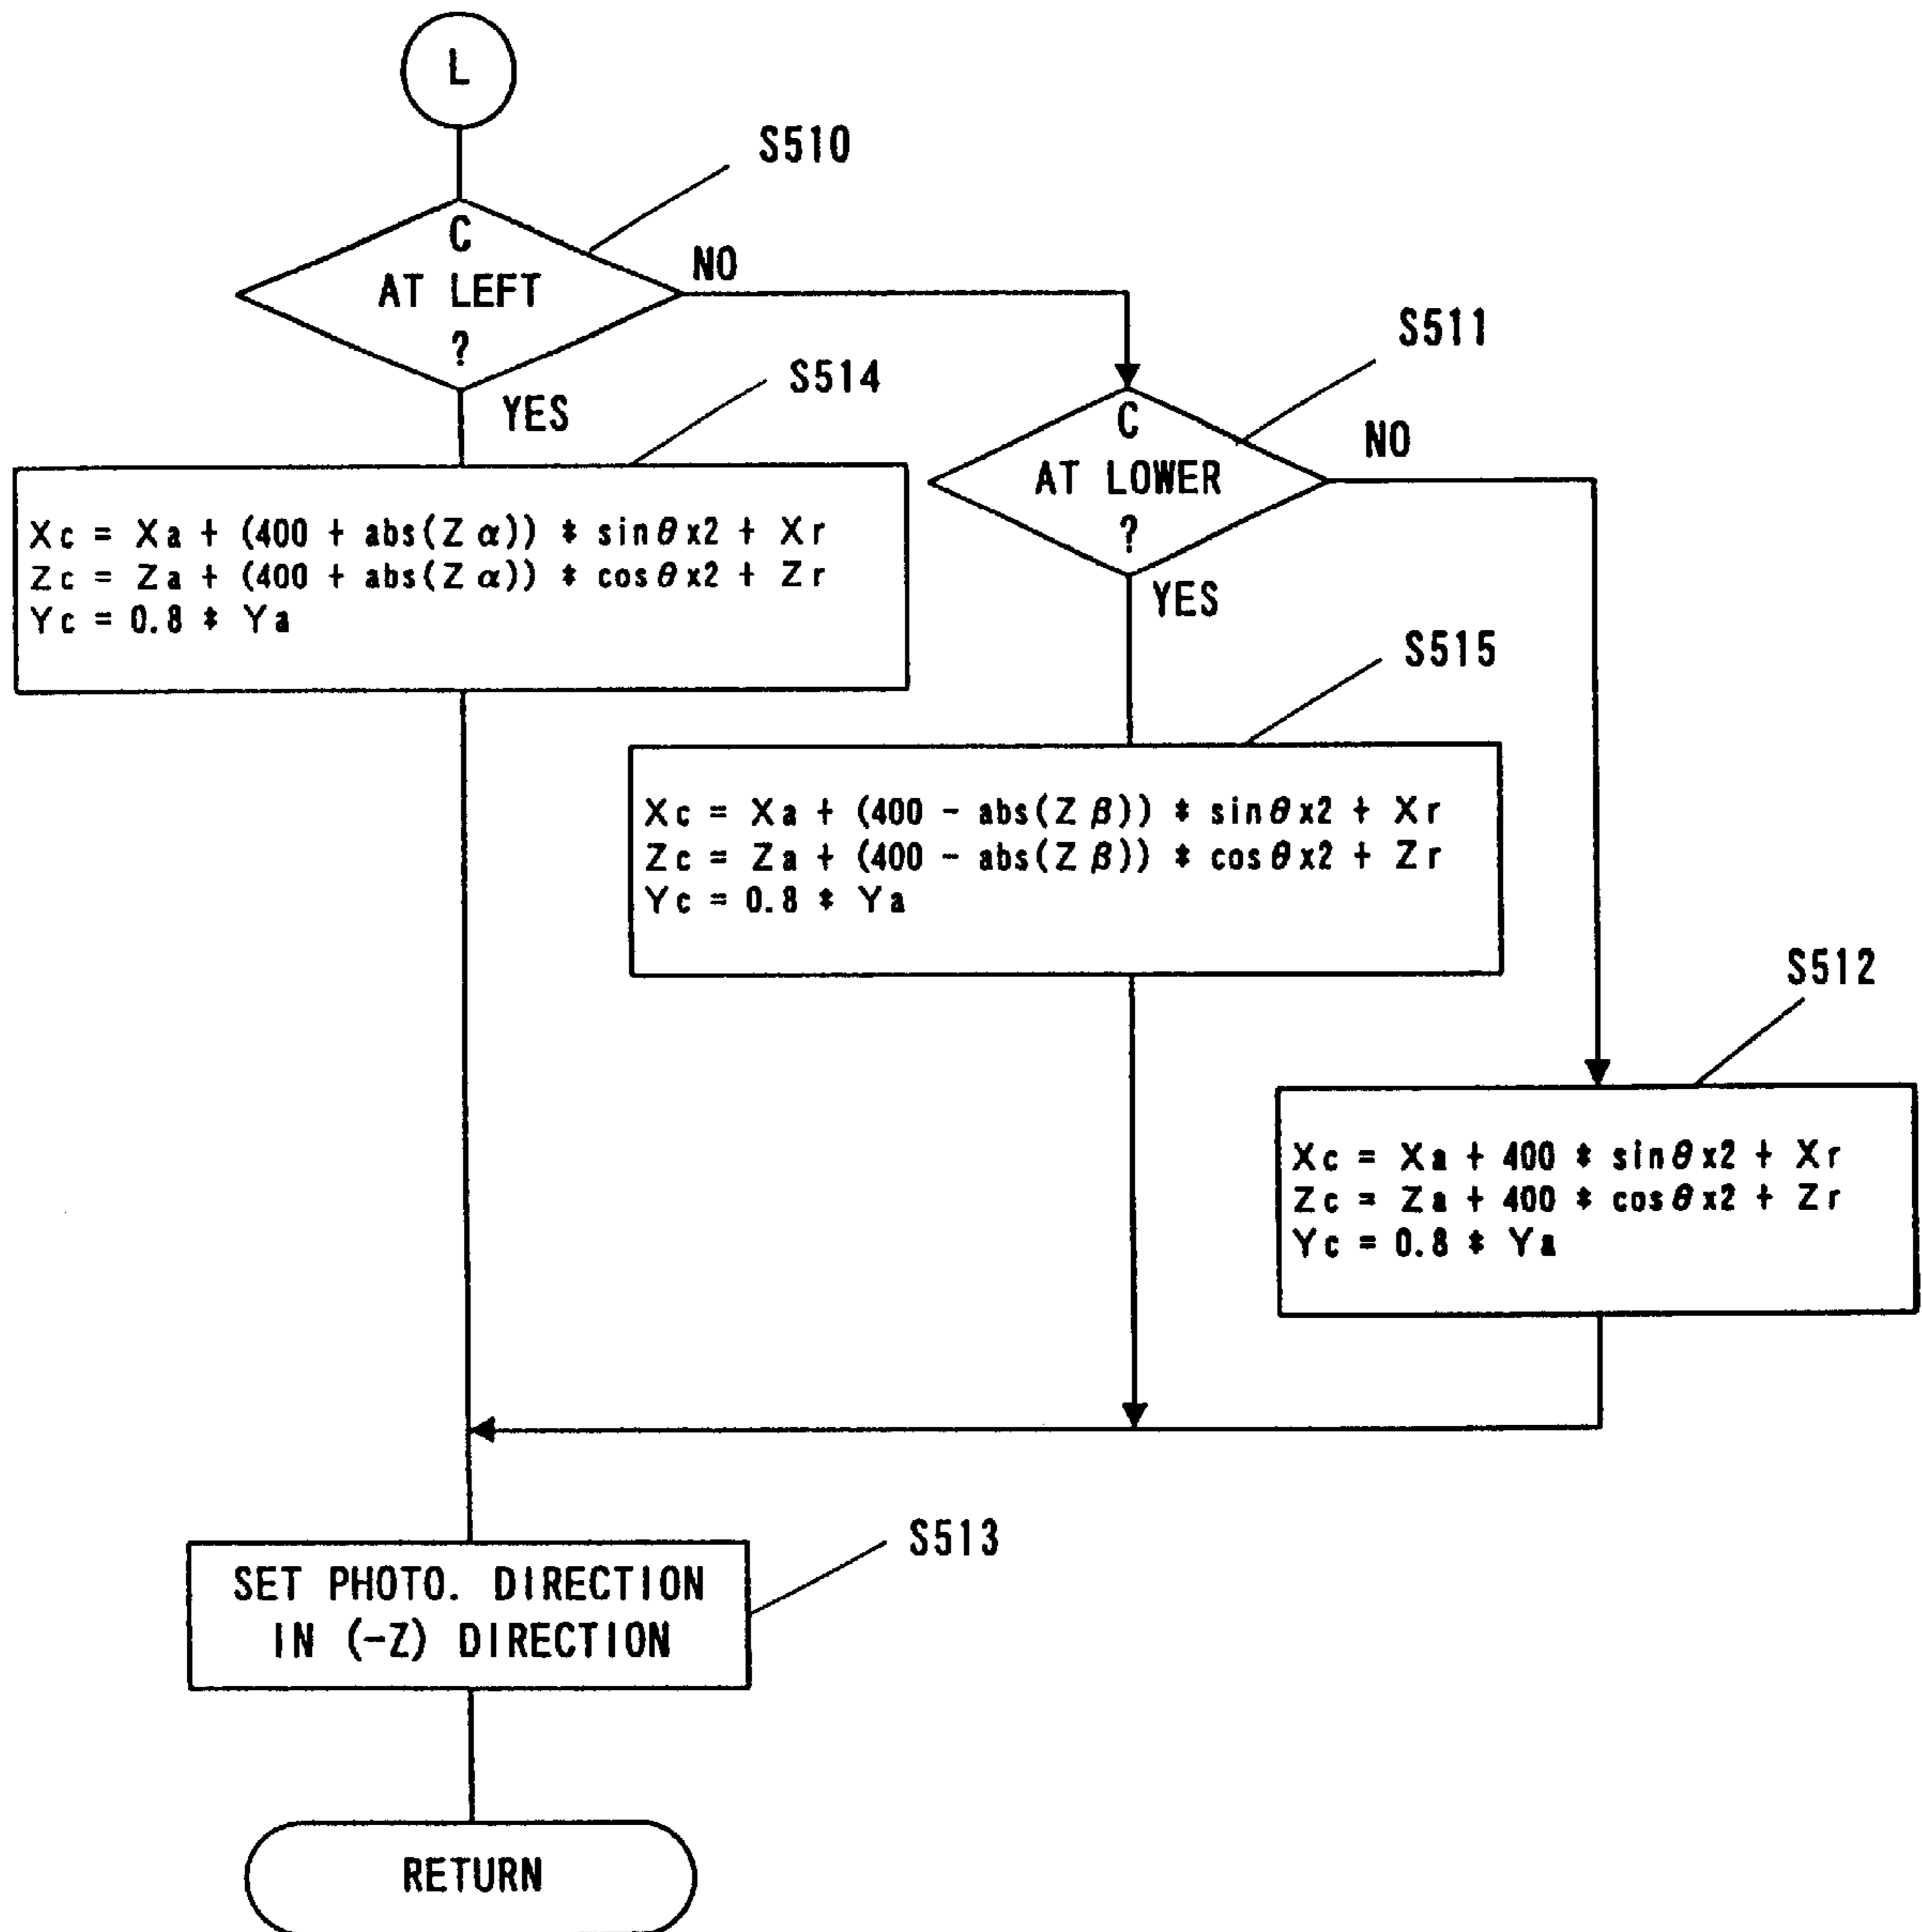 L
S510
C
AT LEFT
?
NO
YES
S511
C
AT LOWER
?
NO
YES
S514
Xc = Xa + (400 + abs(Zα)) * sinθx2 + Xr
Zc = Za + (400 + abs(Zα)) * cosθx2 + Zr
Yc = 0.8 * Ya
S515
Xc = Xa + (400 - abs(Zβ)) * sinθx2 + Xr
Zc = Za + (400 - abs(Zβ)) * cosθx2 + Zr
Yc = 0.8 * Ya
S512
Xc = Xa + 400 * sinθx2 + Xr
Zc = Za + 400 * cosθx2 + Zr
Yc = 0.8 * Ya
S513
SET PHOTO. DIRECTION
IN (-Z) DIRECTION
RETURN